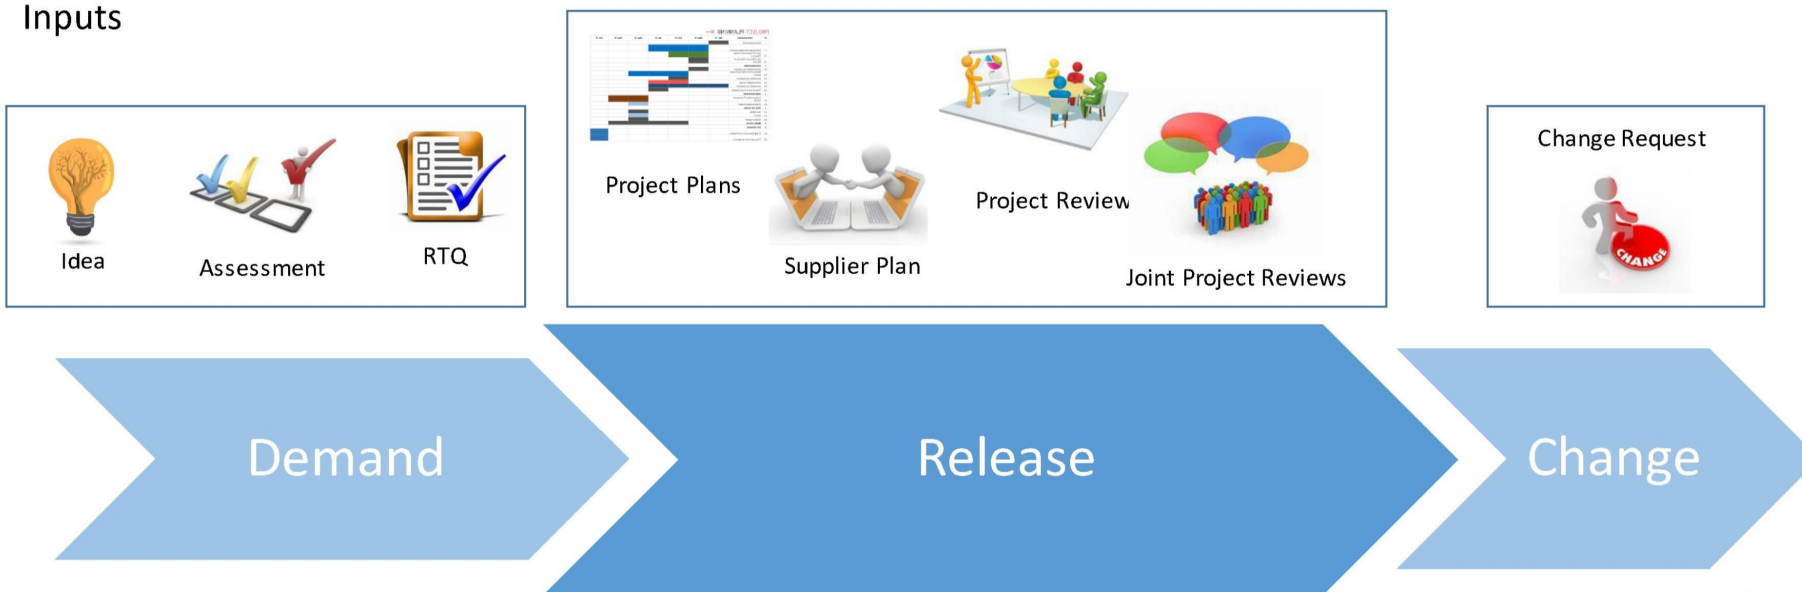 Inputs
Idea
Assessment
RTQ
Project Plans
Supplier Plan
Project Review
Joint Project Reviews
Change Request
CHANGE
Demand
Release
Change